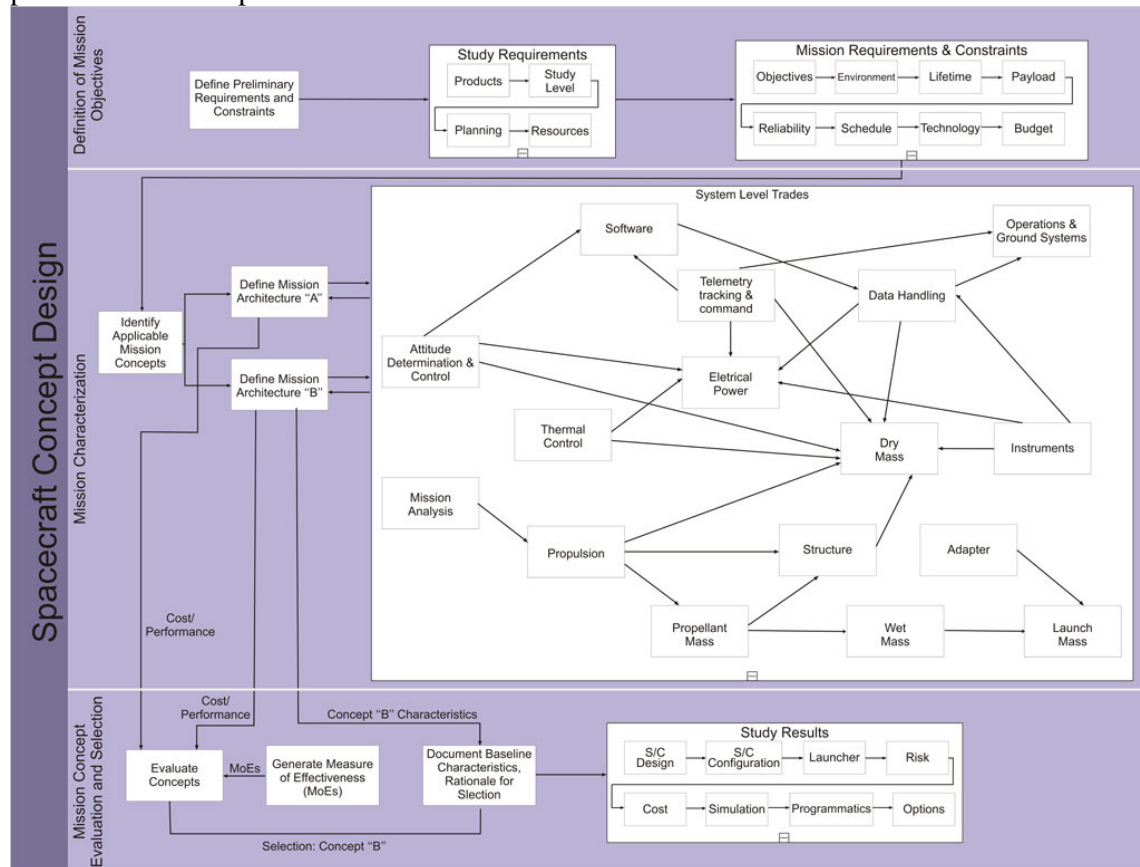 Spacecraft Concept Design
Definition of Mission
Objectives
Define Preliminary
Requirements and
Constraints
Study Requirements
Products
Study
Level
Planning
Resources
Mission Requirements & Constraints
Objectives
Environment
Lifetime
Payload
Reliability
Schedule
Technology
Budget
Mission Characterization
Identify
Applicable
Mission
Concepts
Define Mission
Architecture "A"
Define Mission
Architecture "B"
System Level Trades
Software
Operations &
Ground Systems
Telemetry
tracking &
command
Data Handling
Attitude
Determination &
Control
Eletrical
Power
Thermal
Control
Dry
Mass
Instruments
Mission
Analysis
Propulsion
Structure
Adapter
Propellant
Mass
Wet
Mass
Launch
Mass
Cost/
Performance
Mission Concept
Evaluation and Selection
Cost/
Performance
Concept "B" Characteristics
Evaluate
Concepts
MoEs
Generate Measure
of Effectiveness
(MoEs)
Document Baseline
Characteristics,
Rationale for
Slection
Selection: Concept "B"
Study Results
S/C
Design
S/C
Configuration
Launcher
Risk
Cost
Simulation
Programmatics
Options